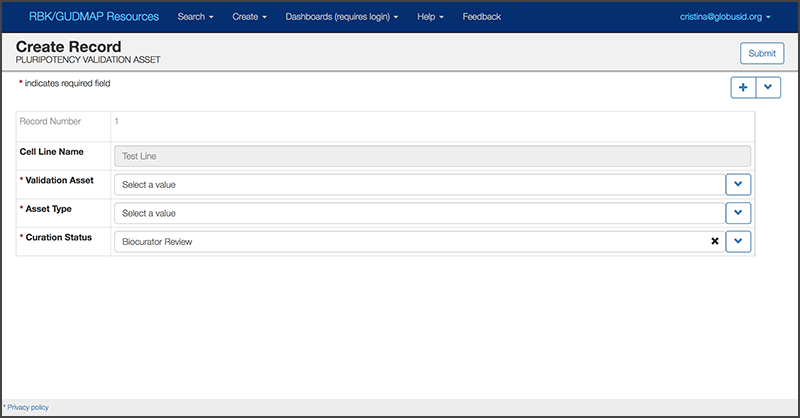 RBK/GUDMAP Resources Search Create Dashboards (requires login) Help Feedback cristina@globusid.org
Create Record
PLURIPOTENCY VALIDATION ASSET
Submit
* indicates required field
Record Number 1
Cell Line Name Test Line
* Validation Asset Select a value
* Asset Type Select a value
* Curation Status Biocurator Review
* Privacy policy